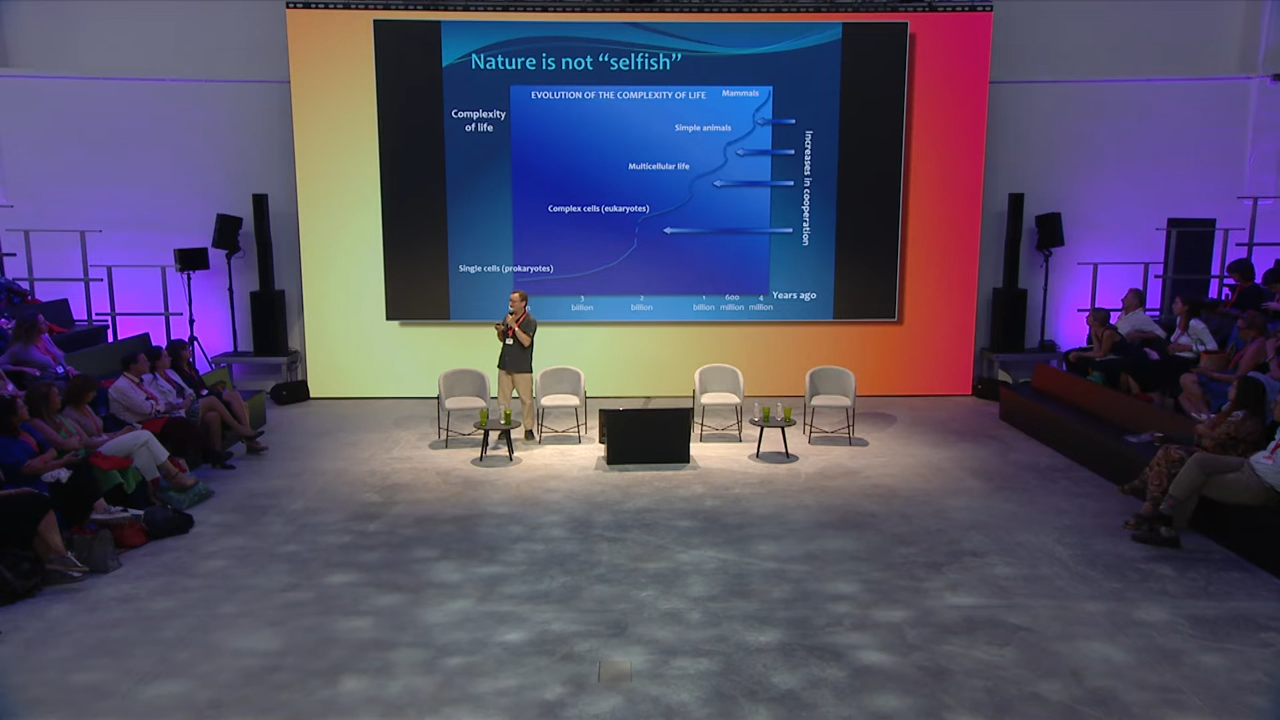 Nature is not “selfish”
EVOLUTION OF THE COMPLEXITY OF LIFE
Mammals
Complexity
of life
Simple animals
Multicellular life
Complex cells (eukaryotes)
Single cells (prokaryotes)
Increases in cooperation
3
billion
2
billion
1
billion
600
million
4
million
Years ago